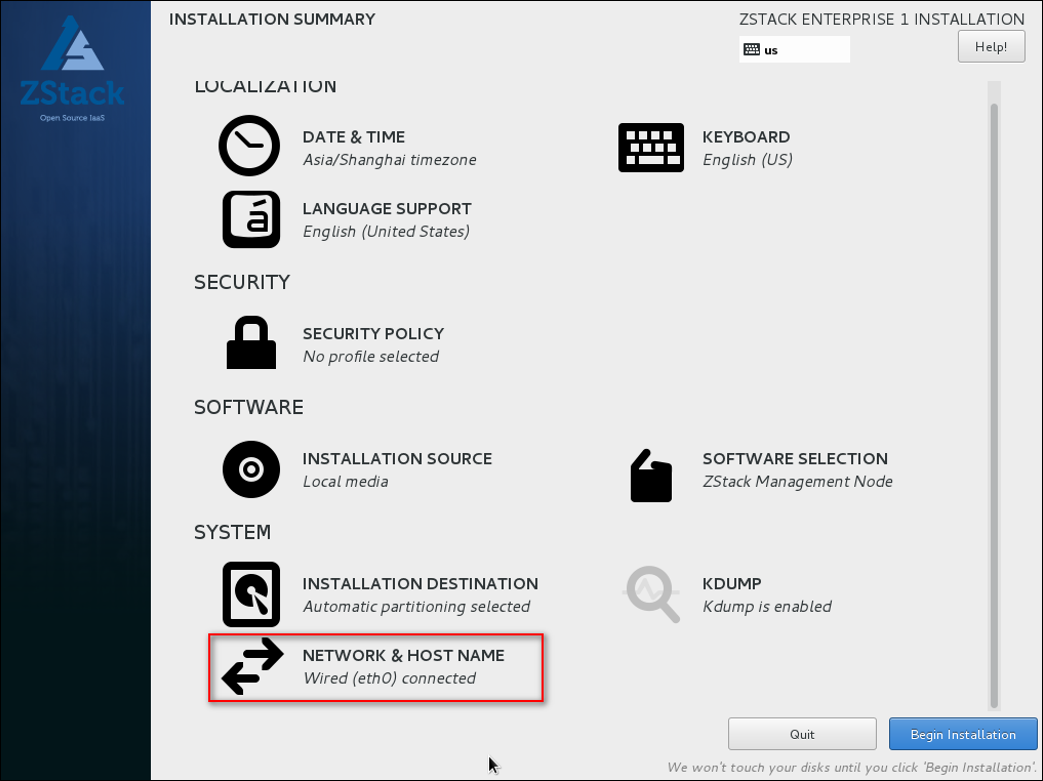 INSTALLATION SUMMARY
ZSTACK ENTERPRISE 1 INSTALLATION
us
Help!
ZStack
Open Source IaaS
LOCALIZATION
DATE & TIME
Asia/Shanghai timezone
KEYBOARD
English (US)
LANGUAGE SUPPORT
English (United States)
SECURITY
SECURITY POLICY
No profile selected
SOFTWARE
INSTALLATION SOURCE
Local media
SOFTWARE SELECTION
ZStack Management Node
SYSTEM
INSTALLATION DESTINATION
Automatic partitioning selected
KDUMP
Kdump is enabled
NETWORK & HOST NAME
Wired (eth0) connected
Quit
Begin Installation
We won't touch your disks until you click 'Begin Installation'.